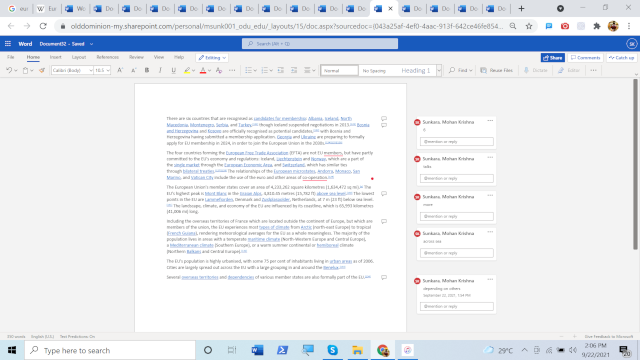 Eur
Do
olddominion-my.sharepoint.com/personal/msunk001_odu_edu/_layouts/15/doc.aspx?sourcedoc={043a25af-4ef0-4aac-913f-642ce46fe854...
Word Document32 - Saved
Search (Alt + Q)
File Home Insert Layout References Review View Help Editing Share Comments Catch up
Calibri (Body) 10.5 Normal No Spacing Heading 1 Find Reuse Files Dictate Editor
There are six countries that are recognised as candidates for membership: Albania, Iceland, North
Macedonia, Montenegro, Serbia, and Turkey, though Iceland suspended negotiations in 2013. Bosnia
and Herzegovina and Kosovo are officially recognised as potential candidates, with Bosnia and
Herzegovina having submitted a membership application. Georgia and Ukraine are preparing to formally
apply for EU membership in 2024, in order to join the European Union in the 2030s.
The four countries forming the European Free Trade Association (EFTA) are not EU members, but have partly
committed to the EU's economy and regulations: Iceland, Liechtenstein and Norway, which are a part of
the single market through the European Economic Area, and Switzerland, which has similar ties
through bilateral treaties. The relationships of the European microstates, Andorra, Monaco, San
Marino, and Vatican City include the use of the euro and other areas of co operation.
The European Union's member states cover an area of 4,233,262 square kilometres (1,634,472 sq mi). The
EU's highest peak is Mont Blanc in the Graian Alps, 4,810.45 metres (15,782 ft) above sea level. The lowest
points in the EU are Lammefjorden, Denmark and Zuidplaspolder, Netherlands, at 7 m (23 ft) below sea level.
The landscape, climate, and economy of the EU are influenced by its coastline, which is 65,993 kilometres
(41,006 mi) long.
Including the overseas territories of France which are located outside the continent of Europe, but which are
members of the union, the EU experiences most types of climate from Arctic (north-east Europe) to tropical
(French Guiana), rendering meteorological averages for the EU as a whole meaningless. The majority of the
population lives in areas with a temperate maritime climate (North-Western Europe and Central Europe),
a Mediterranean climate (Southern Europe), or a warm summer continental or hemiboreal climate
(Northern Balkans and Central Europe).
The EU's population is highly urbanised, with some 75 per cent of inhabitants living in urban areas as of 2006.
Cities are largely spread out across the EU with a large grouping in and around the Benelux.
Several overseas territories and dependencies of various member states are also formally part of the EU.
Sunkara, Mohan Krishna
@mention or reply
Sunkara, Mohan Krishna
@mention or reply
Sunkara, Mohan Krishna
@mention or reply
Sunkara, Mohan Krishna
@mention or reply
Sunkara, Mohan Krishna
depending on others
September 22, 2021, 1:54 PM
@mention or reply
English (U.S.) Text Predictions: On 100% Give Feedback to Microsoft
Type here to search
29°C
2:06 PM
9/22/2021